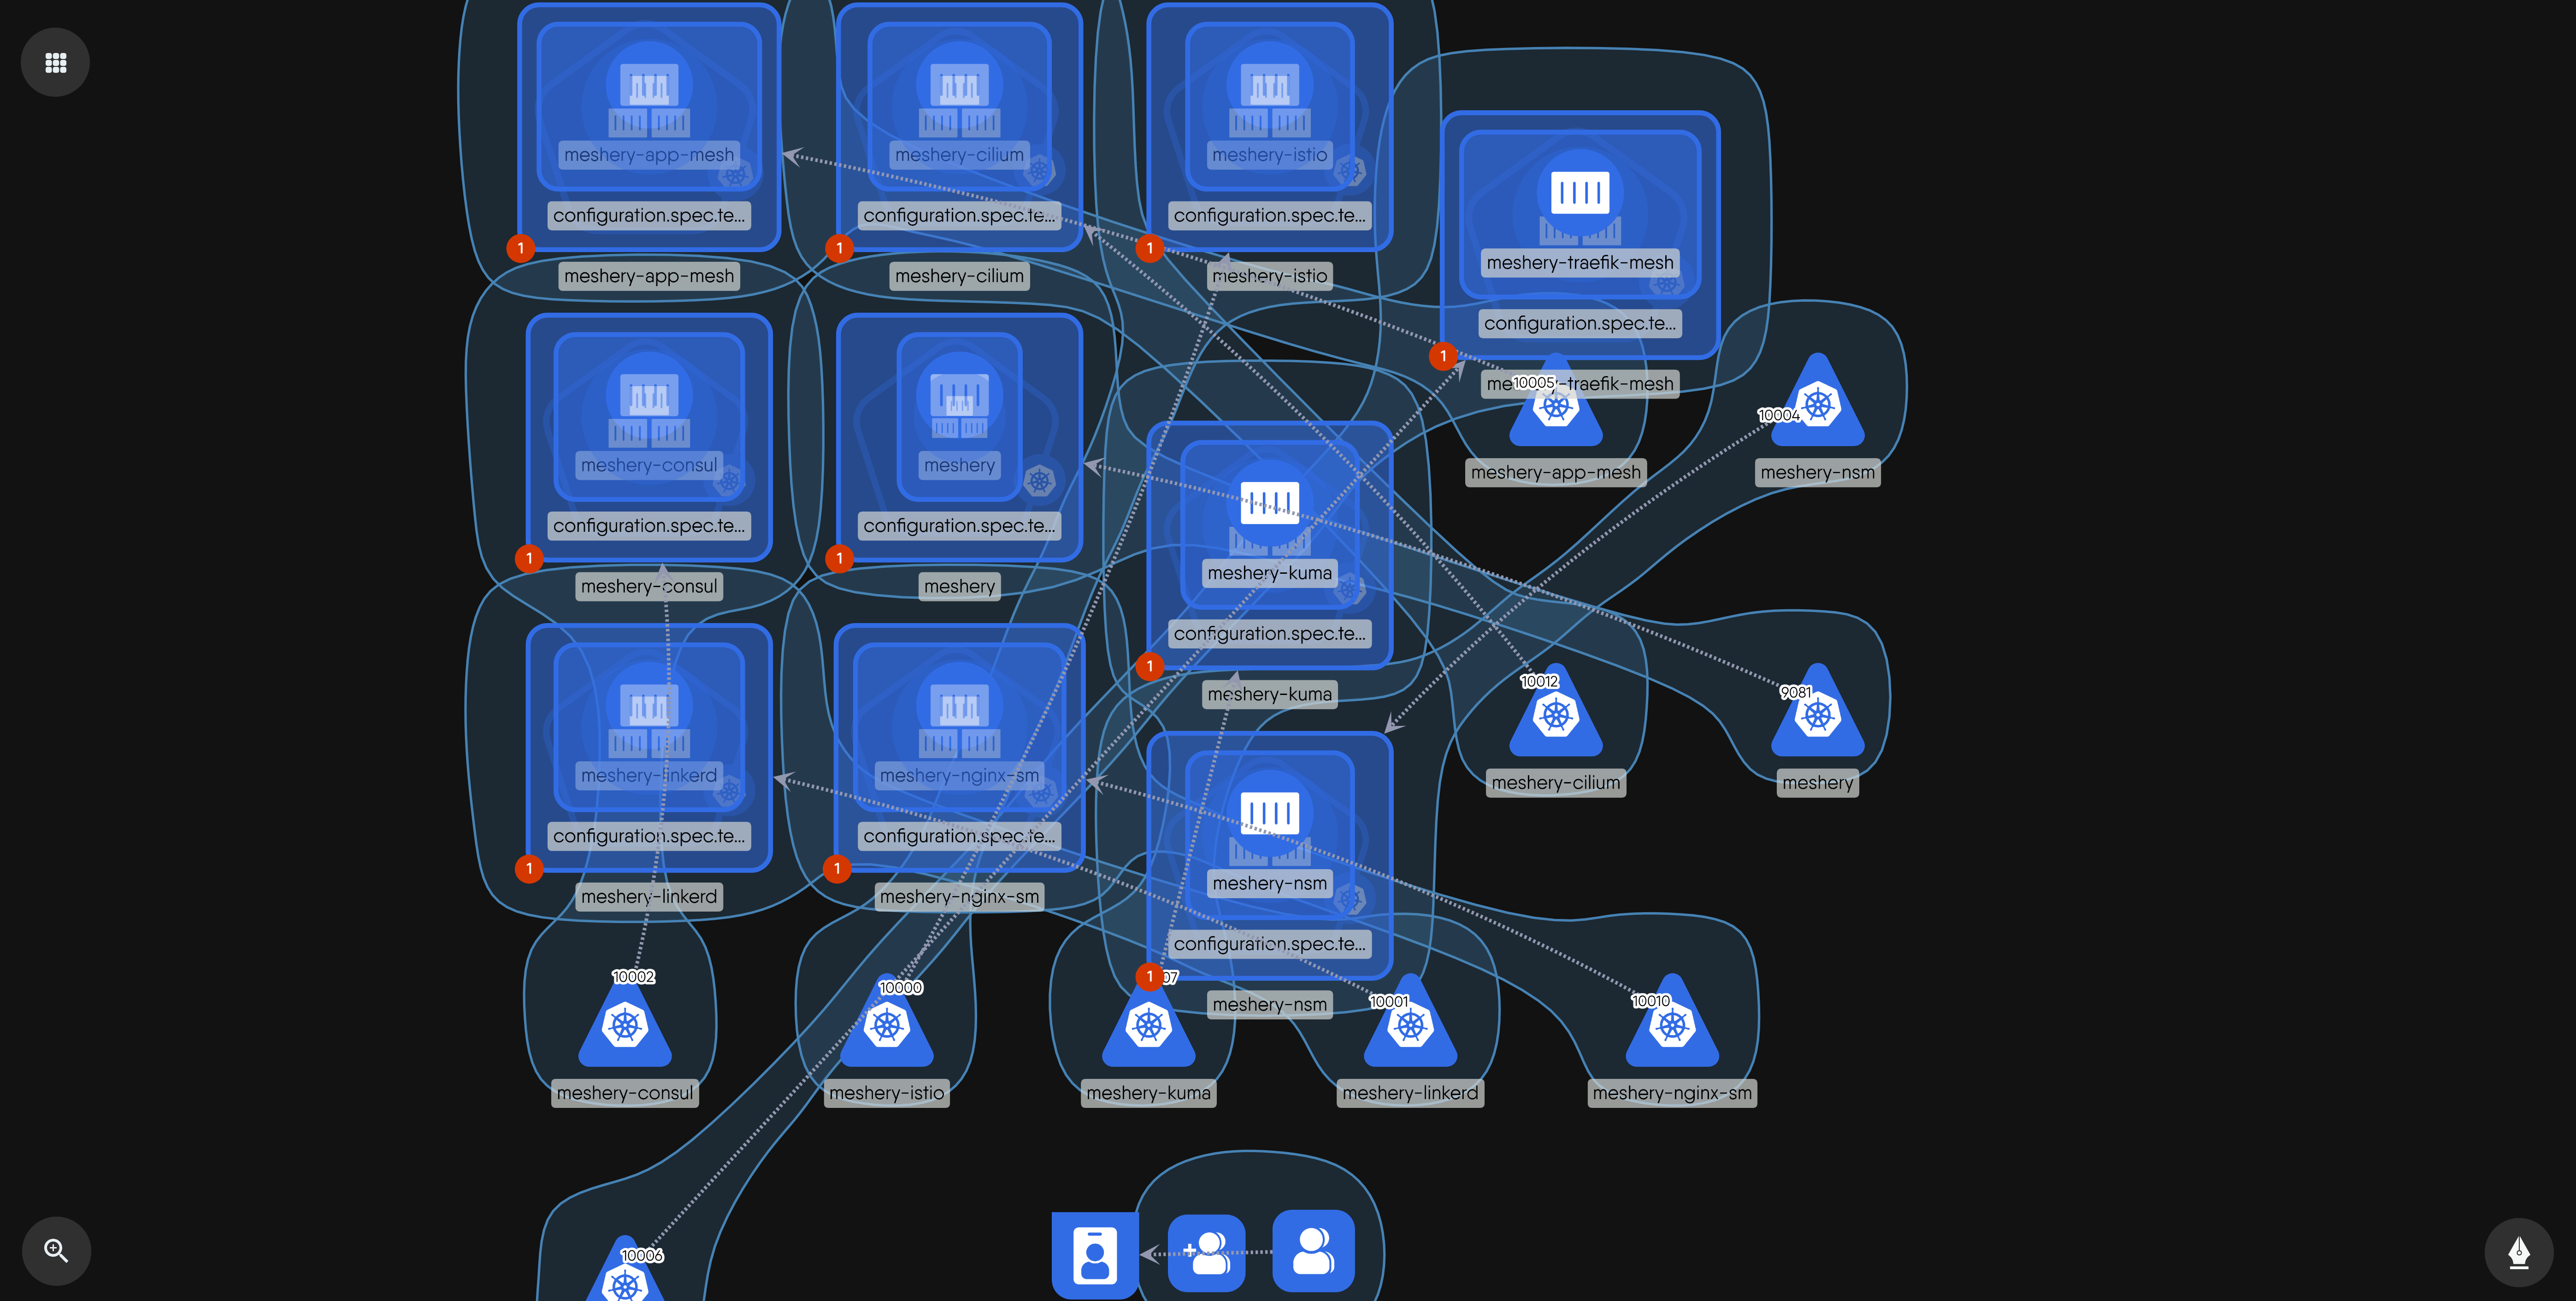 meshery-app-mesh
configuration.spec.te...
1
meshery-app-mesh
meshery-cilium
configuration.spec.te...
1
meshery-cilium
meshery-istio
configuration.spec.te...
1
meshery-istio
meshery-traefik-mesh
configuration.spec.te...
1
-traefik-mesh
10005
meshery-app-mesh
10004
meshery-nsm
meshery-consul
configuration.spec.te...
1
meshery-consul
meshery
configuration.spec.te...
1
meshery
meshery-kuma
configuration.spec.te...
1
meshery-kuma
10012
meshery-cilium
9081
meshery
meshery-linkerd
configuration.spec.te...
1
meshery-linkerd
meshery-nginx-sm
configuration.spec.te...
1
meshery-nginx-sm
meshery-nsm
configuration.spec.te...
1
meshery-nsm
10002
meshery-consul
10000
meshery-istio
07
meshery-kuma
10001
meshery-linkerd
10010
meshery-nginx-sm
10006